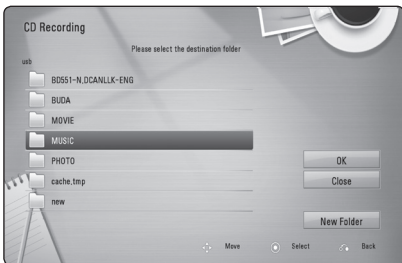 CD Recording
Please select the destination folder
usb
BD551-N,DCANLLK-ENG
BUDA
MOVIE
MUSIC
PHOTO
cache,tmp
new
OK
Close
New Folder
Move Select Back